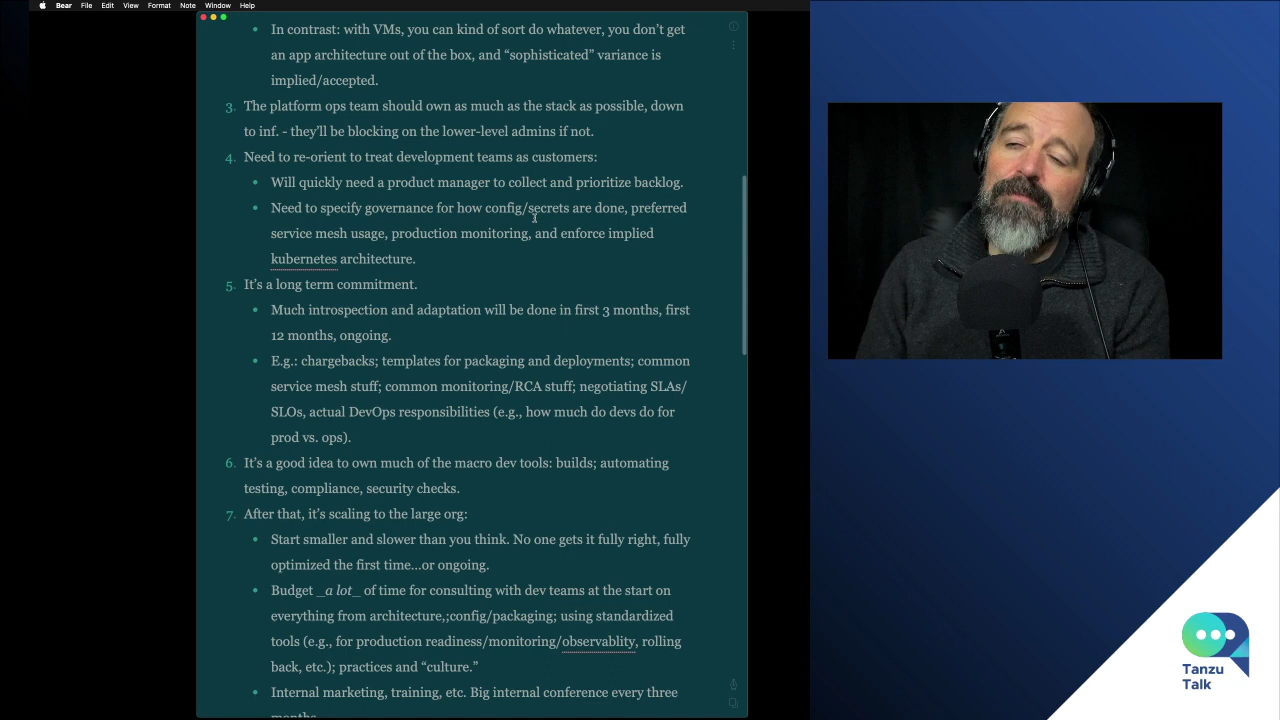 Bear File Edit View Format Note Window Help
• In contrast: with VMs, you can kind of sort do whatever, you don’t get
an app architecture out of the box, and “sophisticated” variance is
implied/accepted.
3. The platform ops team should own as much as the stack as possible, down
to inf. - they’ll be blocking on the lower-level admins if not.
4. Need to re-orient to treat development teams as customers:
• Will quickly need a product manager to collect and prioritize backlog.
• Need to specify governance for how config/secrets are done, preferred
service mesh usage, production monitoring, and enforce implied
kubernetes architecture.
5. It’s a long term commitment.
• Much introspection and adaptation will be done in first 3 months, first
12 months, ongoing.
• E.g.: chargebacks; templates for packaging and deployments; common
service mesh stuff; common monitoring/RCA stuff; negotiating SLAs/
SLOs, actual DevOps responsibilities (e.g., how much do devs do for
prod vs. ops).
6. It’s a good idea to own much of the macro dev tools: builds; automating
testing, compliance, security checks.
7. After that, it’s scaling to the large org:
• Start smaller and slower than you think. No one gets it fully right, fully
optimized the first time...or ongoing.
• Budget _a lot_ of time for consulting with dev teams at the start on
everything from architecture,;config/packaging; using standardized
tools (e.g., for production readiness/monitoring/observablity, rolling
back, etc.); practices and “culture.”
• Internal marketing, training, etc. Big internal conference every three
months.
Tanzu
Talk